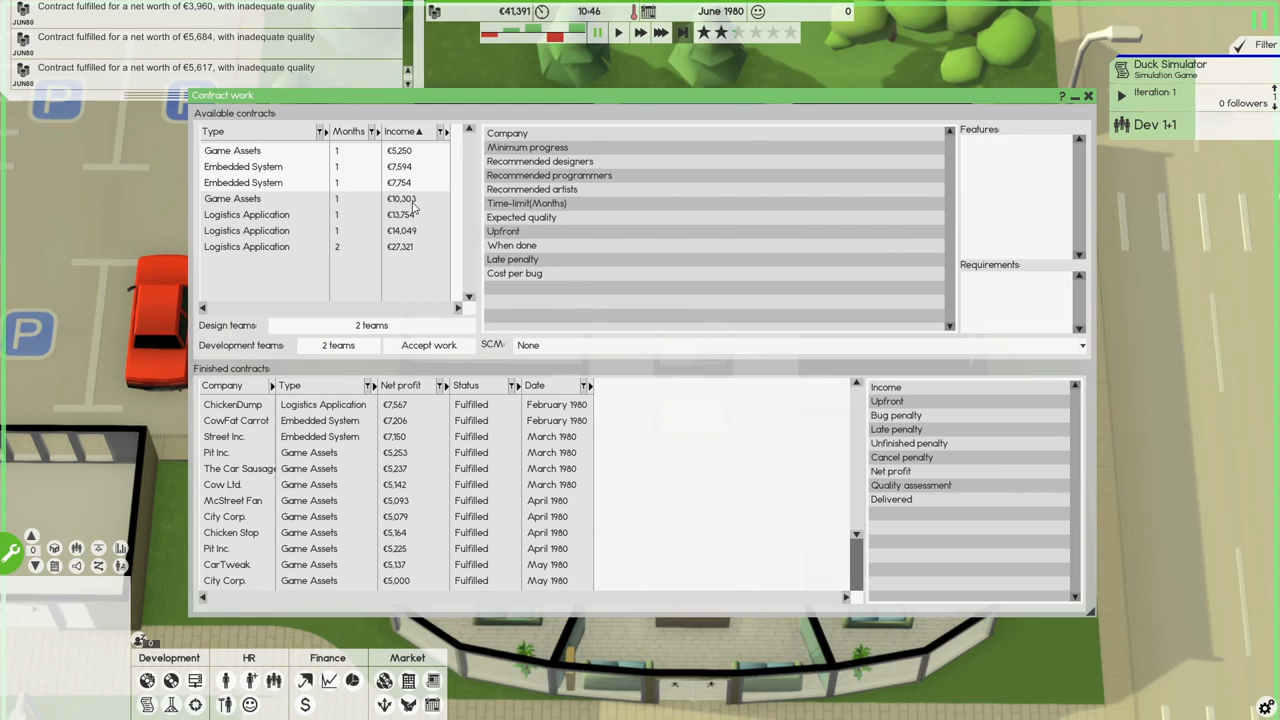 Contract fulfilled for a net worth of €3,960, with inadequate quality
JUN80
Contract fulfilled for a net worth of €5,684, with inadequate quality
JUN80
Contract fulfilled for a net worth of €5,617, with inadequate quality
JUN80
€41,391 10:46 June 1980 0
Filter
Duck Simulator
Simulation Game
Iteration: 1
1
0 followers
Dev 1+1
Contract work ?
Available contracts:
Type Months Income▲
Game Assets 1 €5,250
Embedded System 1 €7,594
Embedded System 1 €7,754
Game Assets 1 €10,303
Logistics Application 1 €13,754
Logistics Application 1 €14,049
Logistics Application 2 €27,321
Company
Minimum progress
Recommended designers
Recommended programmers
Recommended artists
Time-limit(Months)
Expected quality
Upfront
When done
Late penalty
Cost per bug
Features:
Requirements:
Design teams: 2 teams
Development teams: 2 teams Accept work SCM: None
Finished contracts:
Company Type Net profit Status Date
ChickenDump Logistics Application €7,567 Fulfilled February 1980
CowFat Carrot Embedded System €7,206 Fulfilled February 1980
Street Inc. Embedded System €7,150 Fulfilled March 1980
Pit Inc. Game Assets €5,253 Fulfilled March 1980
The Car Sausage Game Assets €5,237 Fulfilled March 1980
Cow Ltd. Game Assets €5,142 Fulfilled March 1980
McStreet Fan Game Assets €5,093 Fulfilled April 1980
City Corp. Game Assets €5,079 Fulfilled April 1980
Chicken Stop Game Assets €5,164 Fulfilled April 1980
Pit Inc. Game Assets €5,225 Fulfilled April 1980
CarTweak Game Assets €5,137 Fulfilled May 1980
City Corp. Game Assets €5,000 Fulfilled May 1980
Income
Upfront
Bug penalty
Late penalty
Unfinished penalty
Cancel penalty
Net profit
Quality assessment
Delivered
P
P
0
0
Development HR Finance Market
$